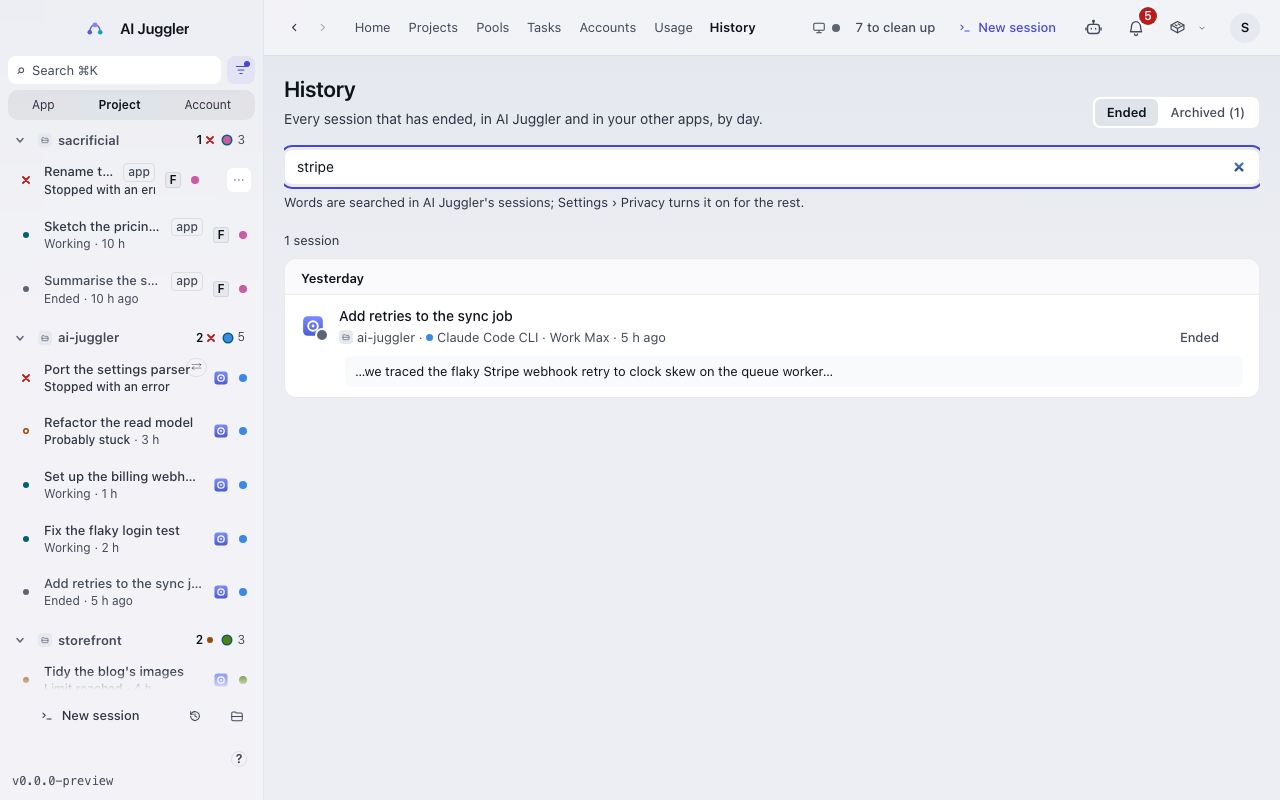 AI Juggler
Home Projects Pools Tasks Accounts Usage History
7 to clean up
New session
5
S
Search ⌘K
App Project Account
sacrificial 1 3
Rename t... app F
Stopped with an err
Sketch the pricin... app F
Working · 10 h
Summarise the s... app F
Ended · 10 h ago
ai-juggler 2 5
Port the settings parser
Stopped with an error
Refactor the read model
Probably stuck · 3 h
Set up the billing webh...
Working · 1 h
Fix the flaky login test
Working · 2 h
Add retries to the sync j...
Ended · 5 h ago
storefront 2 3
Tidy the blog's images
Limit reached · 4 h
New session
?
v0.0.0-preview
History
Every session that has ended, in AI Juggler and in your other apps, by day.
Ended Archived (1)
stripe
Words are searched in AI Juggler's sessions; Settings › Privacy turns it on for the rest.
1 session
Yesterday
Add retries to the sync job
ai-juggler · Claude Code CLI · Work Max · 5 h ago
Ended
...we traced the flaky Stripe webhook retry to clock skew on the queue worker...